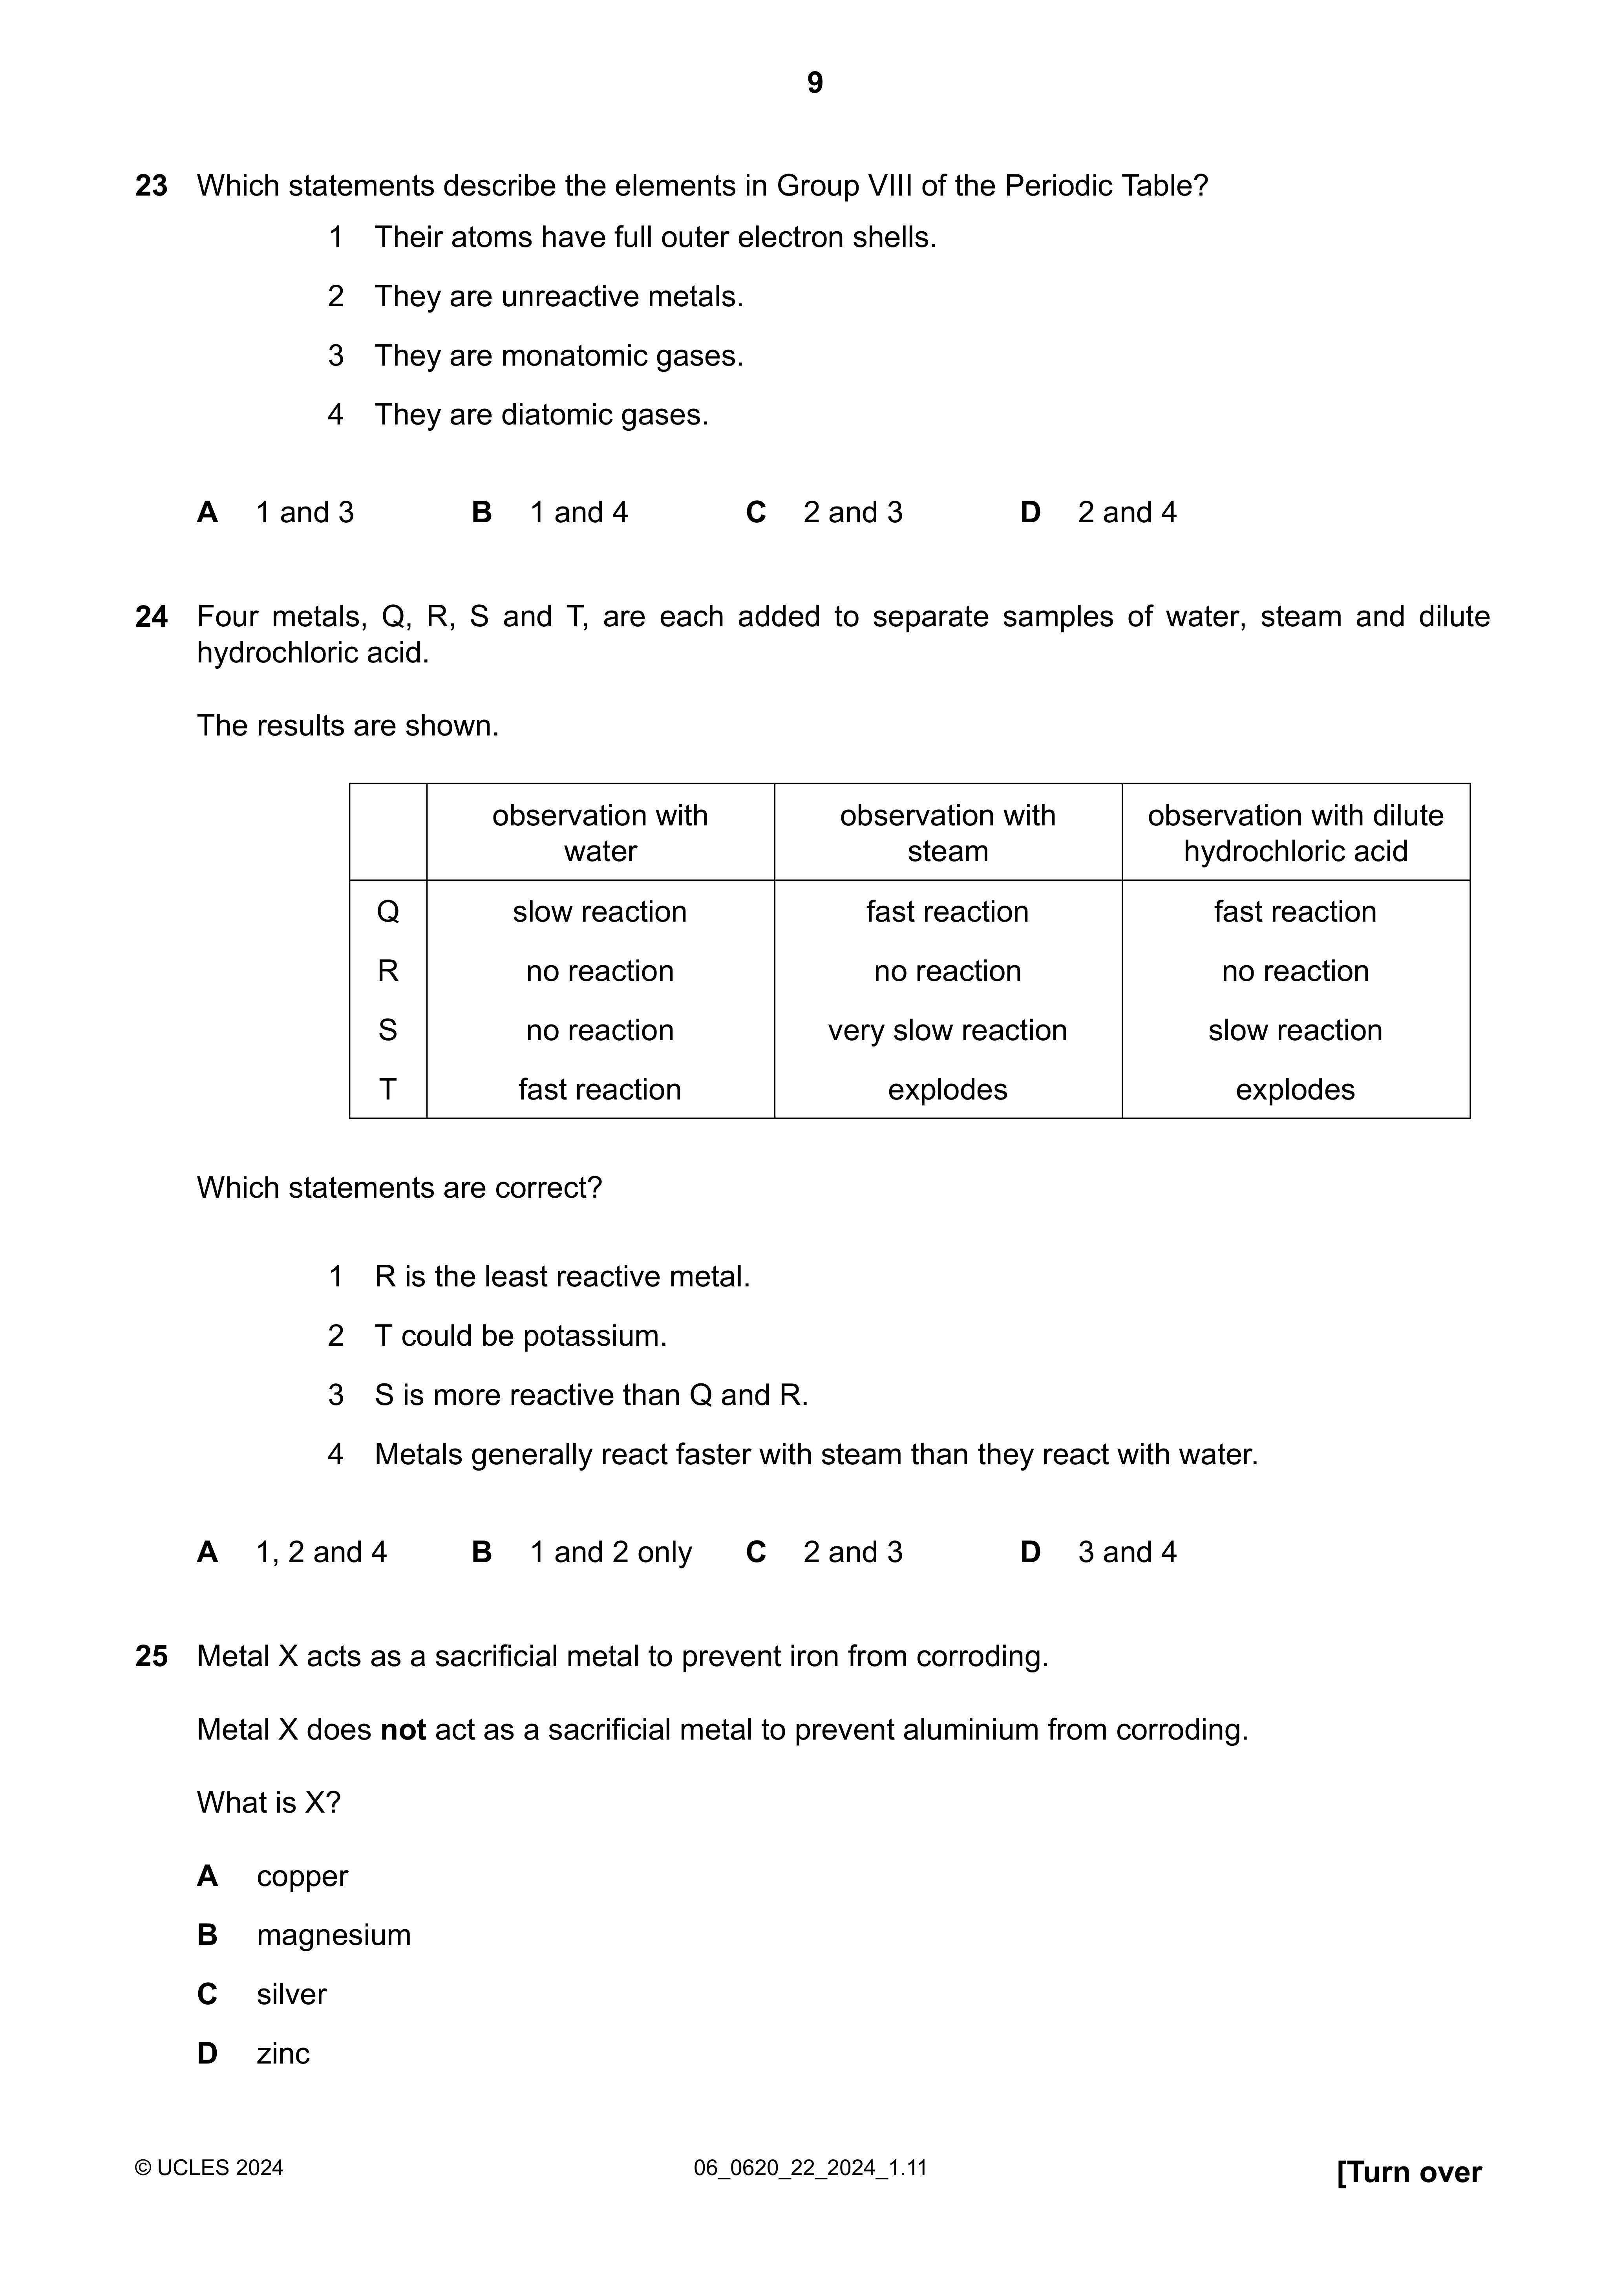 9
23 Which statements describe the elements in Group VIII of the Periodic Table?
1 Their atoms have full outer electron shells.
2 They are unreactive metals.
3 They are monatomic gases.
4 They are diatomic gases.
A 1 and 3 B 1 and 4 C 2 and 3 D 2 and 4
24 Four metals, Q, R, S and T, are each added to separate samples of water, steam and dilute
hydrochloric acid.
The results are shown.
observation with water observation with steam observation with dilute hydrochloric acid
Q slow reaction fast reaction fast reaction
R no reaction no reaction no reaction
S no reaction very slow reaction slow reaction
T fast reaction explodes explodes
Which statements are correct?
1 R is the least reactive metal.
2 T could be potassium.
3 S is more reactive than Q and R.
4 Metals generally react faster with steam than they react with water.
A 1, 2 and 4 B 1 and 2 only C 2 and 3 D 3 and 4
25 Metal X acts as a sacrificial metal to prevent iron from corroding.
Metal X does not act as a sacrificial metal to prevent aluminium from corroding.
What is X?
A copper
B magnesium
C silver
D zinc
© UCLES 2024 06_0620_22_2024_1.11 [Turn over